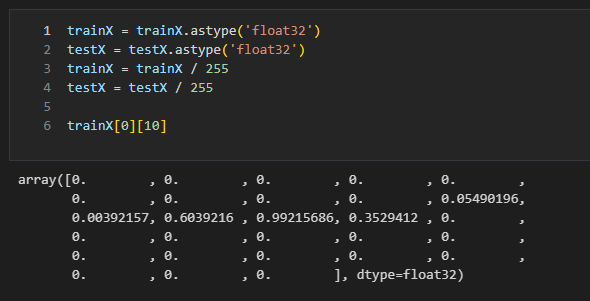 1 trainX = trainX.astype('float32')
2 testX = testX.astype('float32')
3 trainX = trainX / 255
4 testX = testX / 255
5
6 trainX[0][10]
array([0.        , 0.        , 0.        , 0.        , 0.        ,
       0.        , 0.        , 0.        , 0.        , 0.05490196,
       0.00392157, 0.6039216 , 0.99215686, 0.3529412 , 0.        ,
       0.        , 0.        , 0.        , 0.        , 0.        ,
       0.        , 0.        , 0.        , 0.        , 0.        ,
       0.        , 0.        , 0.        ], dtype=float32)